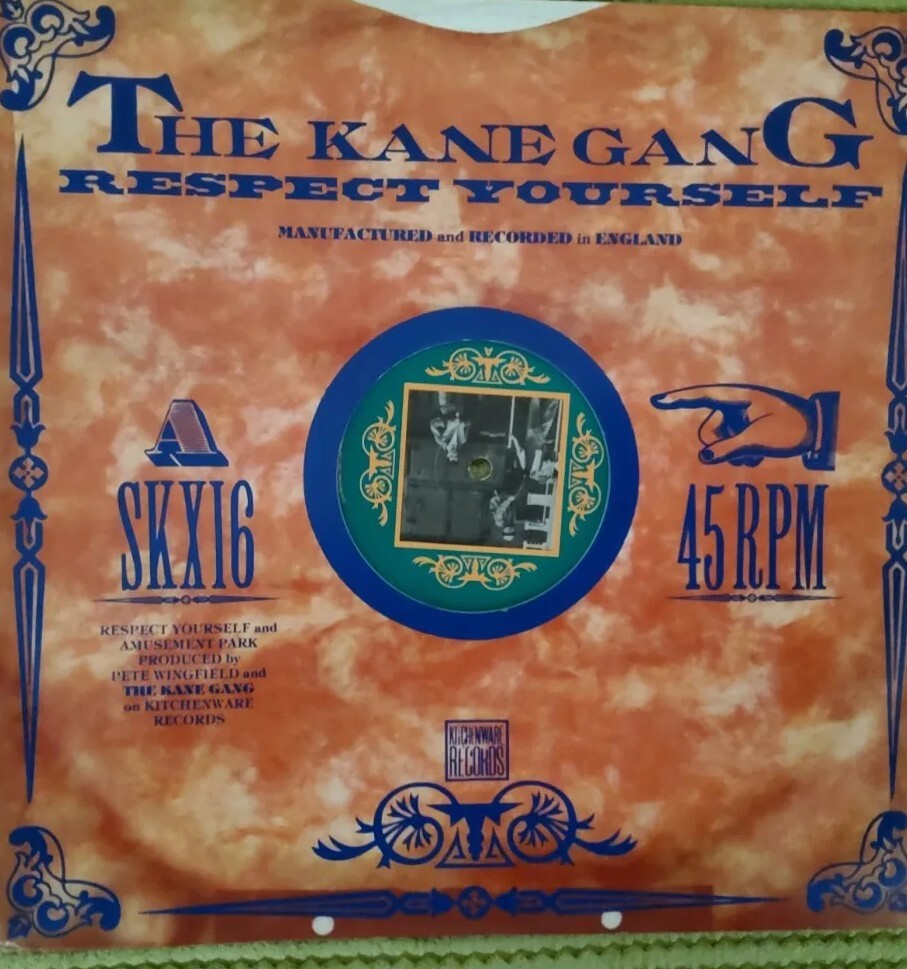 THE KANE GANG
RESPECT YOURSELF
MANUFACTURED and RECORDED in ENGLAND
A
SKX16
45 RPM
RESPECT YOURSELF and
AMUSEMENT PARK
PRODUCED by
PETE WINGFIELD and
THE KANE GANG
on KITCHENWARE
RECORDS
KITCHENWARE
RECORDS